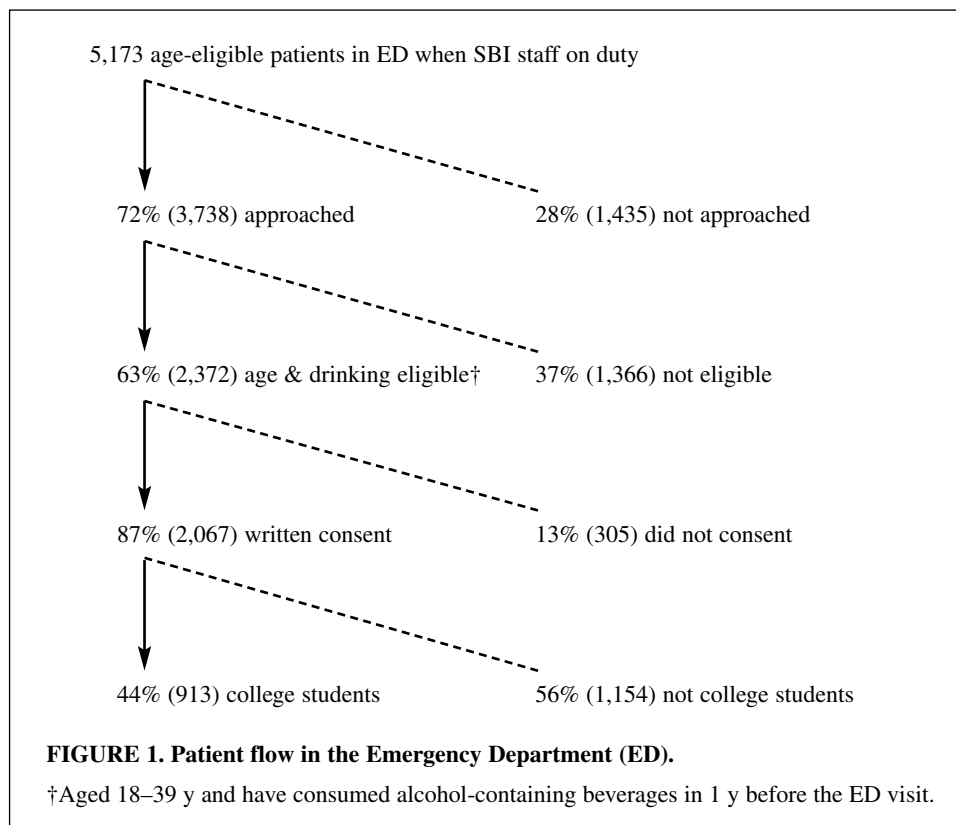 5,173 age-eligible patients in ED when SBI staff on duty
72% (3,738) approached
28% (1,435) not approached
63% (2,372) age & drinking eligible†
37% (1,366) not eligible
87% (2,067) written consent
13% (305) did not consent
44% (913) college students
56% (1,154) not college students
FIGURE 1. Patient flow in the Emergency Department (ED).
†Aged 18–39 y and have consumed alcohol-containing beverages in 1 y before the ED visit.